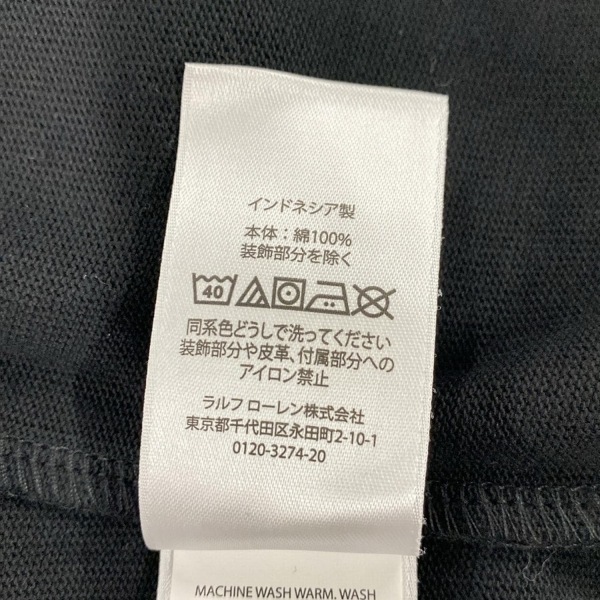 インドネシア製
本体：綿100%
装飾部分を除く
40
同系色どうしで洗ってください
装飾部分や皮革、付属部分への
アイロン禁止
ラルフ ローレン株式会社
東京都千代田区永田町2-10-1
0120-3274-20
MACHINE WASH WARM. WASH